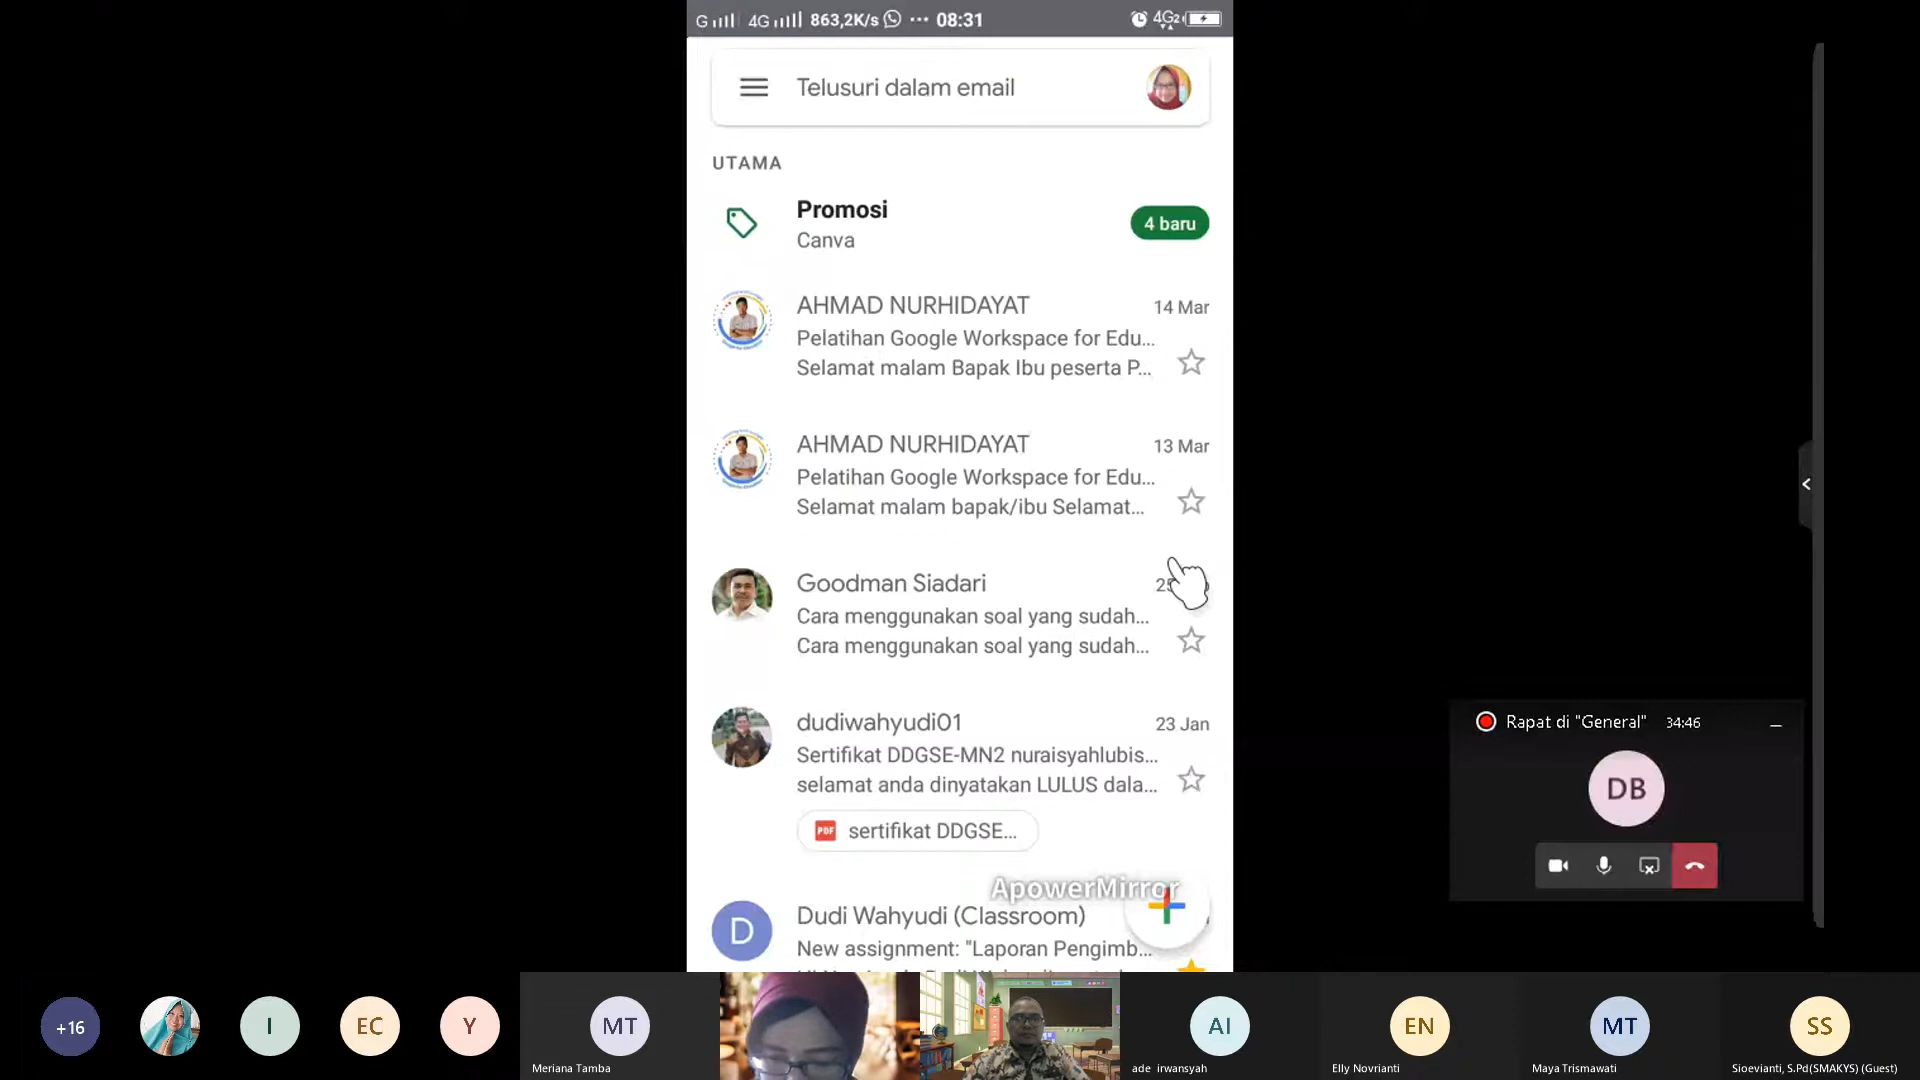 G 4G 863,2K/s ··· 08:31 4G2
Telusuri dalam email
UTAMA
Promosi
Canva
4 baru
AHMAD NURHIDAYAT
14 Mar
Pelatihan Google Workspace for Edu...
Selamat malam Bapak Ibu peserta P...
AHMAD NURHIDAYAT
13 Mar
Pelatihan Google Workspace for Edu...
Selamat malam bapak/ibu Selamat...
Goodman Siadari
Cara menggunakan soal yang sudah...
Cara menggunakan soal yang sudah...
dudiwahyudi01
23 Jan
Sertifikat DDGSE-MN2 nuraisyahlubis...
selamat anda dinyatakan LULUS dala...
PDF sertifikat DDGSE...
ApowerMirror
D
Dudi Wahyudi (Classroom)
New assignment: "Laporan Pengimb...
Rapat di "General" 34:46
DB
+16
I
EC
Y
MT
Meriana Tamba
AI
ade irwansyah
EN
Elly Novrianti
MT
Maya Trismawati
SS
Sioevianti, S.Pd(SMAKYS) (Guest)